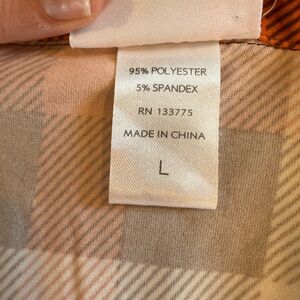 95% POLYESTER
5% SPANDEX
RN 133775
MADE IN CHINA
L